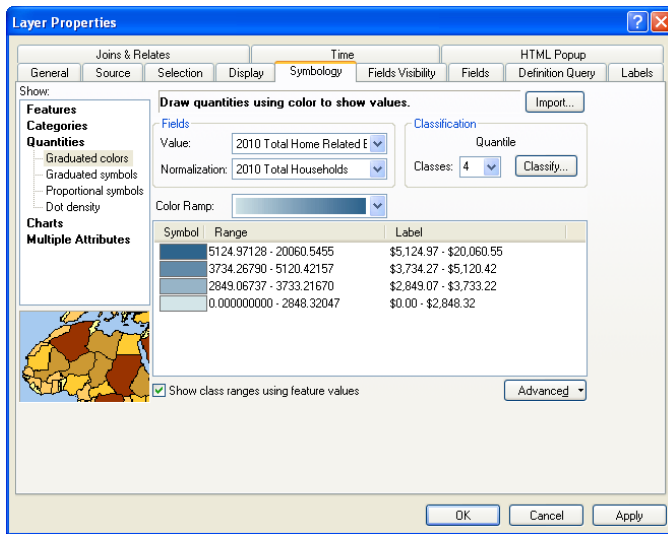 Layer Properties
Joins & Relates Time HTML Popup
General Source Selection Display Symbology Fields Visibility Fields Definition Query Labels
Show:
Features
Categories
Quantities
Graduated colors
Graduated symbols
Proportional symbols
Dot density
Charts
Multiple Attributes
Draw quantities using color to show values.
Import...
Fields
Value: 2010 Total Home Related E
Normalization: 2010 Total Households
Classification
Quantile
Classes: 4 Classify...
Color Ramp:
Symbol Range Label
5124.97128 - 20060.5455 $5,124.97 - $20,060.55
3734.26790 - 5120.42157 $3,734.27 - $5,120.42
2849.06737 - 3733.21670 $2,849.07 - $3,733.22
0.000000000 - 2848.32047 $0.00 - $2,848.32
Show class ranges using feature values
Advanced
OK Cancel Apply